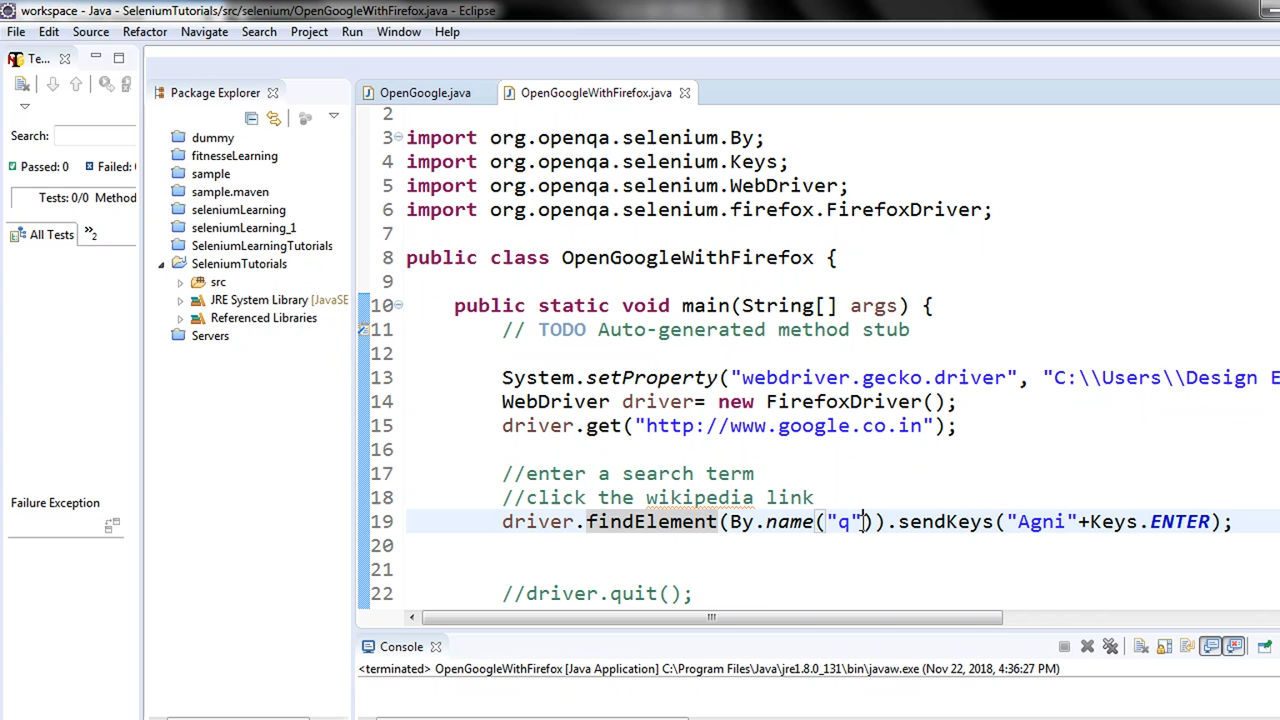 workspace - Java - SeleniumTutorials/src/selenium/OpenGoogleWithFirefox.java - Eclipse
File Edit Source Refactor Navigate Search Project Run Window Help
Te...
Search:
Passed: 0 Failed:
Tests: 0/0 Method
All Tests »2
Failure Exception
Package Explorer
dummy
fitnesseLearning
sample
sample.maven
seleniumLearning
seleniumLearning_1
SeleniumLearningTutorials
SeleniumTutorials
src
JRE System Library [JavaSE
Referenced Libraries
Servers
OpenGoogle.java OpenGoogleWithFirefox.java
2
3 import org.openqa.selenium.By;
4 import org.openqa.selenium.Keys;
5 import org.openqa.selenium.WebDriver;
6 import org.openqa.selenium.firefox.FirefoxDriver;
7
8 public class OpenGoogleWithFirefox {
9
10 public static void main(String[] args) {
11 // TODO Auto-generated method stub
12
13 System.setProperty("webdriver.gecko.driver", "C:\\Users\\Design E
14 WebDriver driver= new FirefoxDriver();
15 driver.get("http://www.google.co.in");
16
17 //enter a search term
18 //click the wikipedia link
19 driver.findElement(By.name("q")).sendKeys("Agni"+Keys.ENTER);
20
21
22 //driver.quit();
Console
<terminated> OpenGoogleWithFirefox [Java Application] C:\Program Files\Java\jre1.8.0_131\bin\javaw.exe (Nov 22, 2018, 4:36:27 PM)